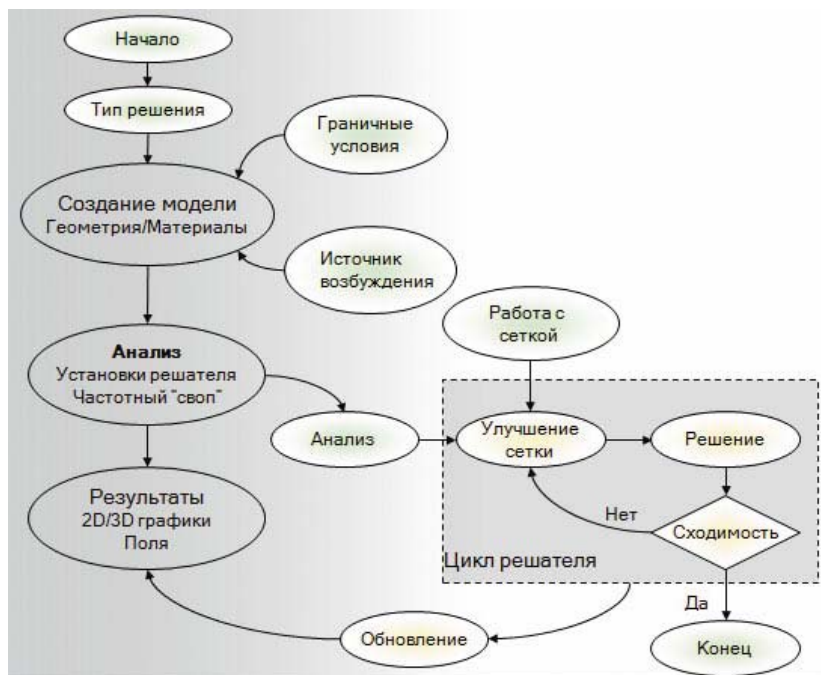 Начало
Тип решения
Граничные
условия
Создание модели
Геометрия/Материалы
Источник
возбуждения
Работа с
сеткой
Анализ
Установки решателя
Частотный "своп"
Анализ
Улучшение
сетки
Решение
Результаты
2D/3D графики
Поля
Нет
Сходимость
Цикл решателя
Да
Обновление
Конец